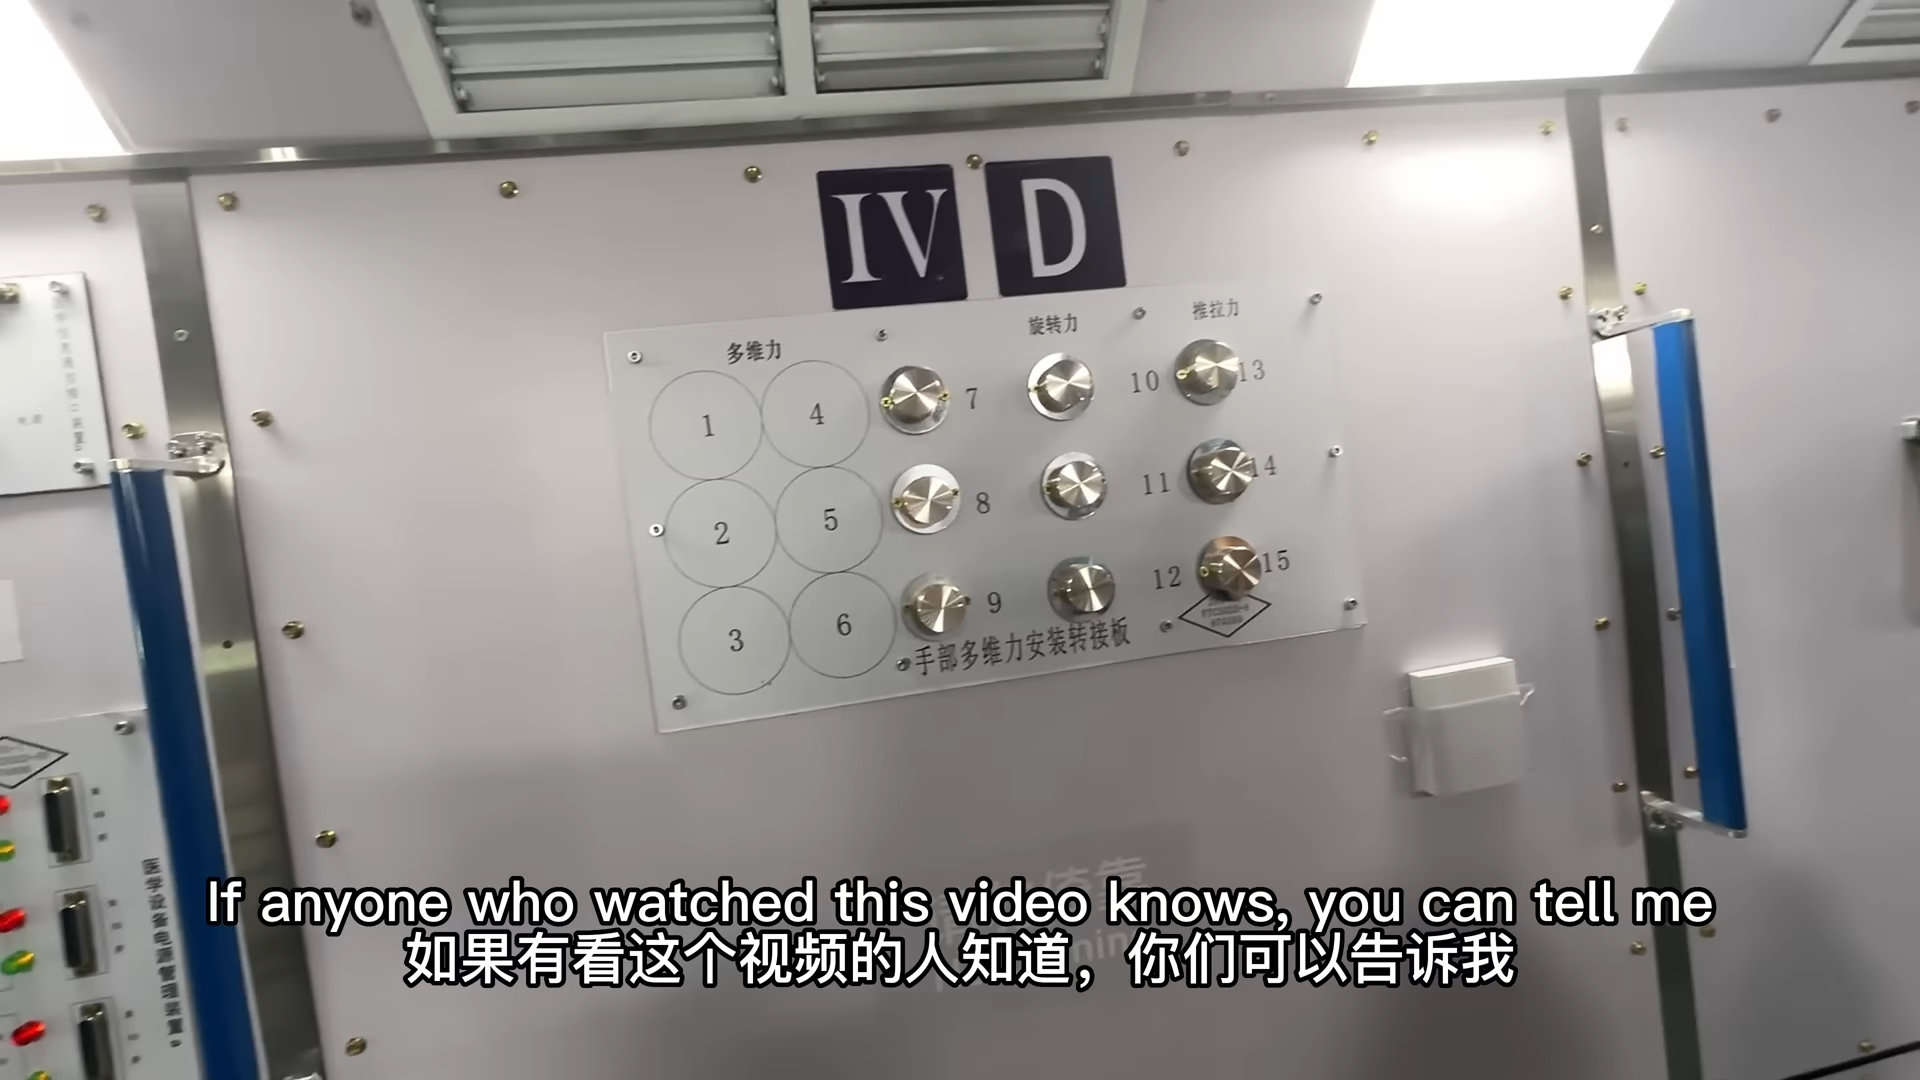 IV D
多维力
旋转力
推拉力
1 4 7 10 13
2 5 8 11 14
3 6 9 12 15
手部多维力安装转接板
医学设备电源管理装置
If anyone who watched this video knows, you can tell me
如果有看这个视频的人知道，你们可以告诉我